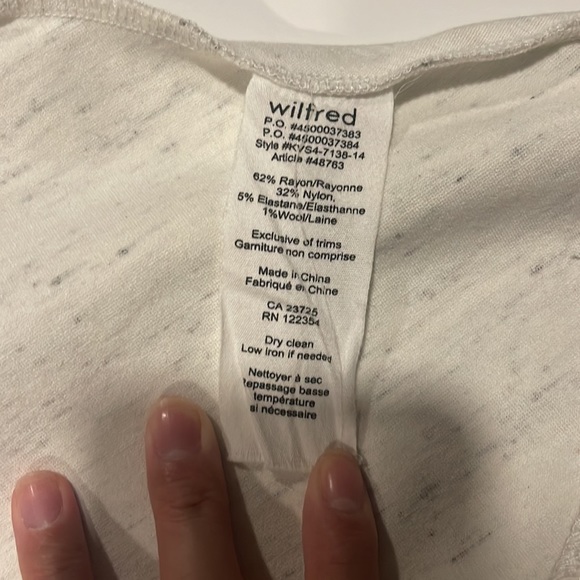 wilfred
P.O. #4500037383
P.O. #4500037384
Style #KVS4-7138-14
Article #48763
62% Rayon/Rayonne
32% Nylon,
5% Elastane/Elasthanne
1%Wool/Laine
Exclusive of trims
Garniture non comprise
Made in China
Fabriqué en Chine
CA 23725
RN 122354
Dry clean
Low iron if needed
Nettoyer à sec
repassage basse
température
si nécessaire